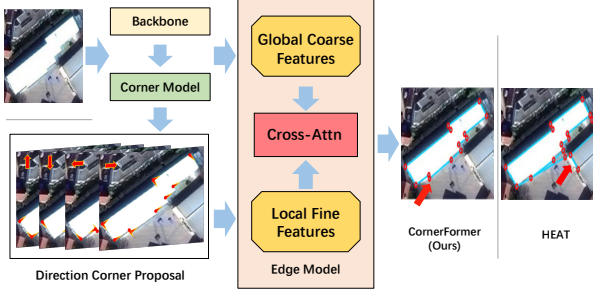 Backbone
Corner Model
Direction Corner Proposal
Global Coarse
Features
Cross-Attn
Local Fine
Features
Edge Model
CornerFormer
(Ours)
HEAT